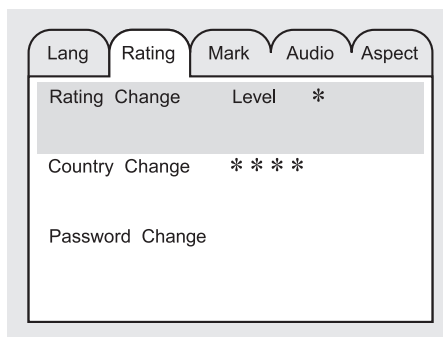 Lang Rating Mark Audio Aspect
Rating Change Level *
Country Change * * * *
Password Change